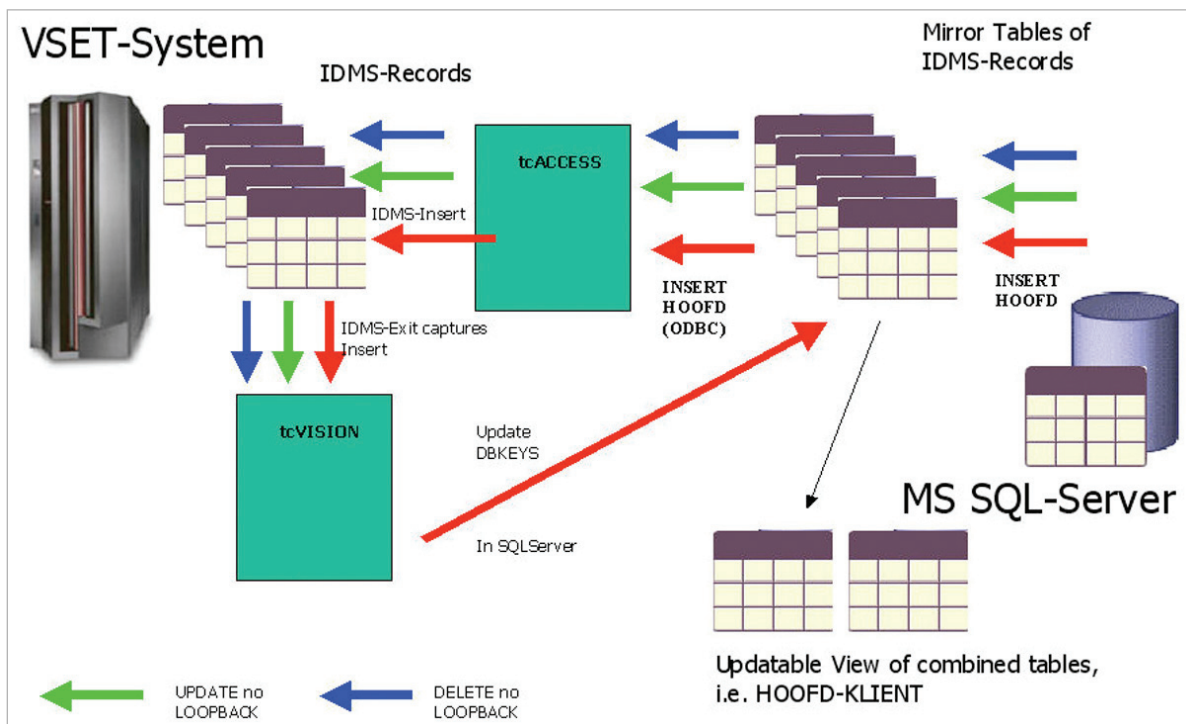 VSET-System
IDMS-Records
Mirror Tables of
IDMS-Records
tcACCESS
IDMS-Insert
INSERT
HOOFD
(ODBC)
INSERT
HOOFD
IDMS-Exit captures
Insert
tcVISION
Update
DBKEYS
In SQLServer
MS SQL-Server
Updatable View of combined tables,
i.e. HOOFD-KLIENT
UPDATE no
LOOPBACK
DELETE no
LOOPBACK